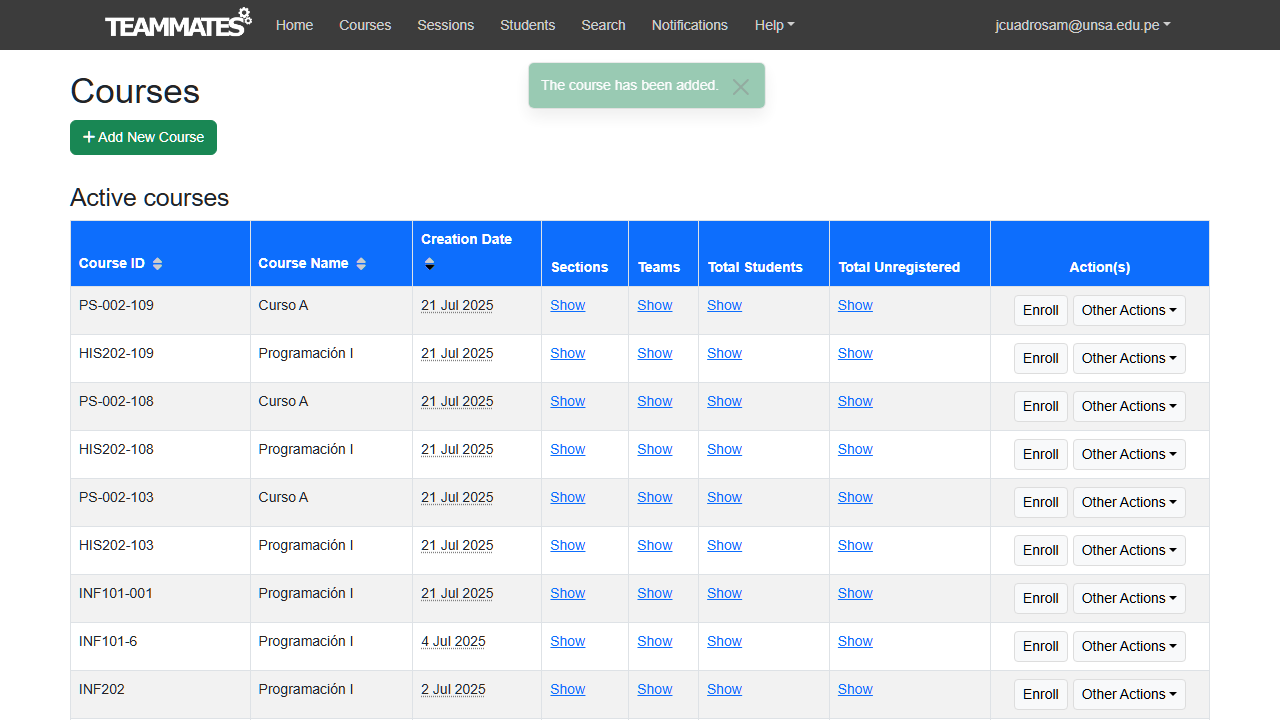 TEAMMATES Home Courses Sessions Students Search Notifications Help jcuadrosam@unsa.edu.pe
Courses
The course has been added.
Add New Course
Active courses
Course ID Course Name Creation Date Sections Teams Total Students Total Unregistered Action(s)
PS-002-109 Curso A 21 Jul 2025 Show Show Show Show Enroll Other Actions
HIS202-109 Programación I 21 Jul 2025 Show Show Show Show Enroll Other Actions
PS-002-108 Curso A 21 Jul 2025 Show Show Show Show Enroll Other Actions
HIS202-108 Programación I 21 Jul 2025 Show Show Show Show Enroll Other Actions
PS-002-103 Curso A 21 Jul 2025 Show Show Show Show Enroll Other Actions
HIS202-103 Programación I 21 Jul 2025 Show Show Show Show Enroll Other Actions
INF101-001 Programación I 21 Jul 2025 Show Show Show Show Enroll Other Actions
INF101-6 Programación I 4 Jul 2025 Show Show Show Show Enroll Other Actions
INF202 Programación I 2 Jul 2025 Show Show Show Show Enroll Other Actions